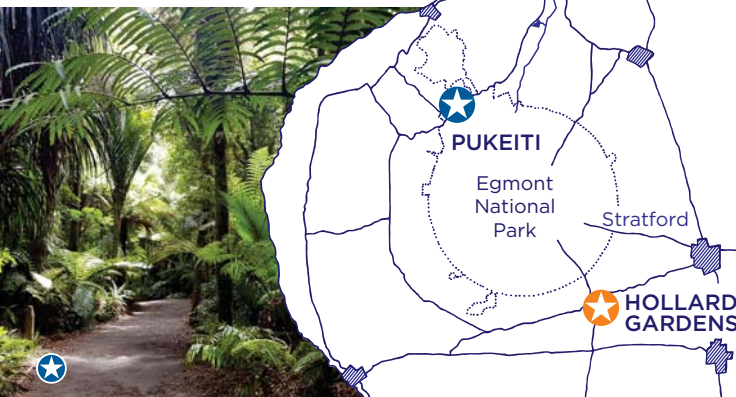 PUKEITI
Egmont
National
Park
Stratford
HOLLARD
GARDENS